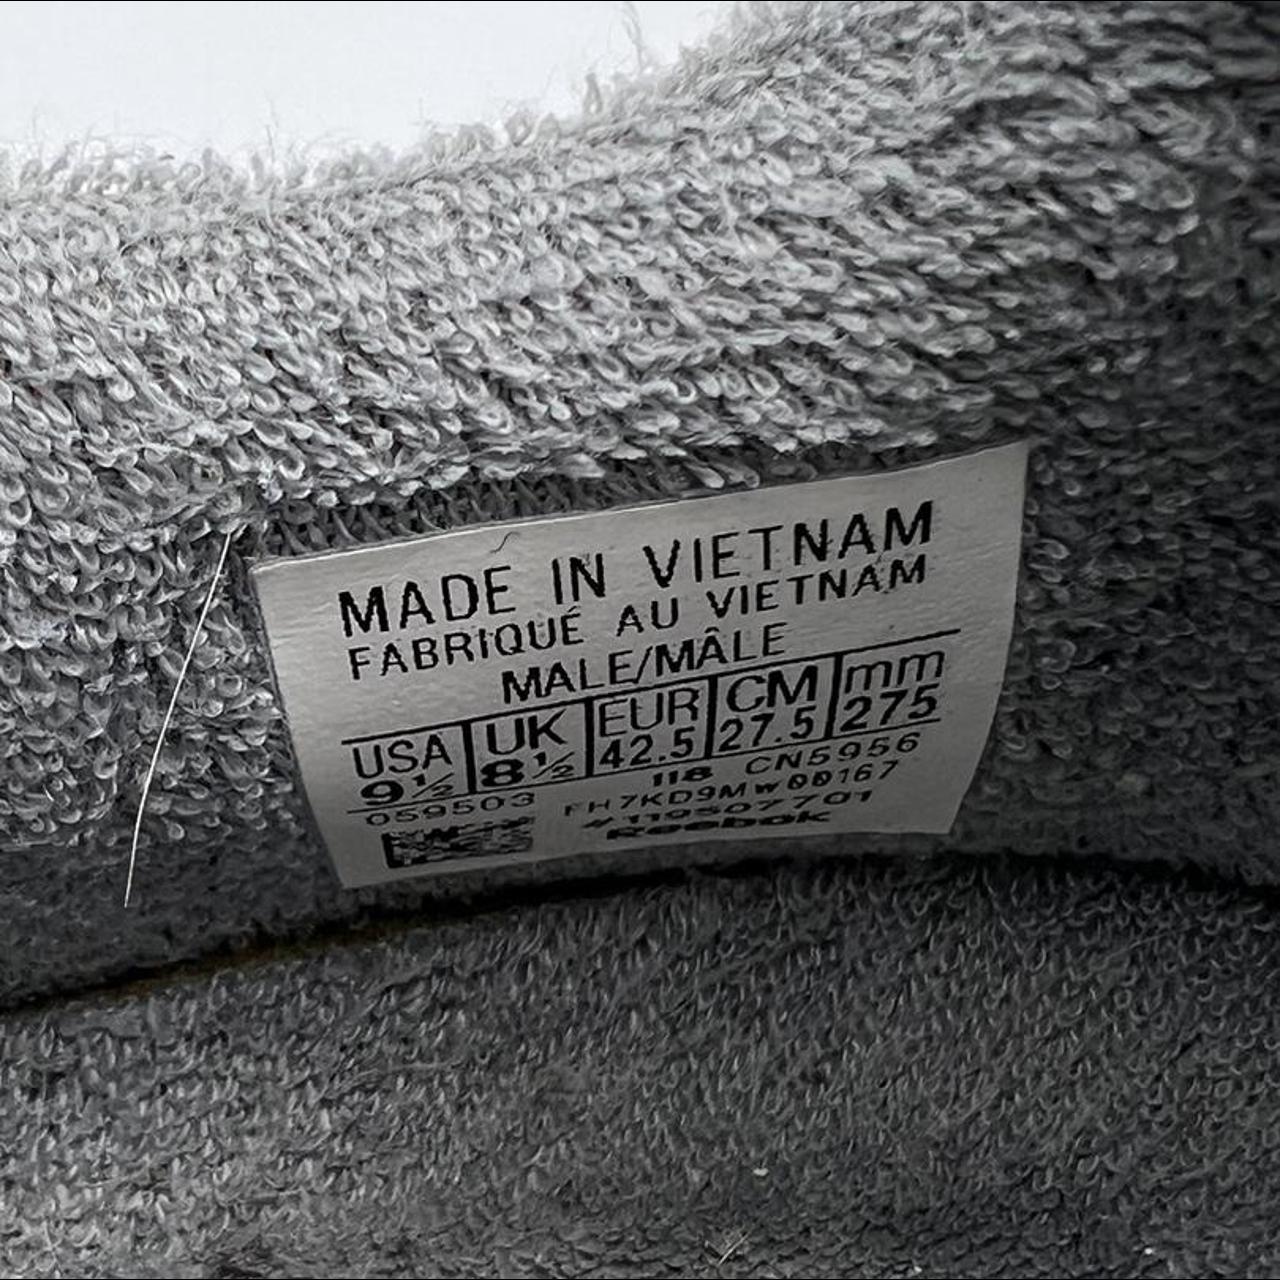 MADE IN VIETNAM
FABRIQUÉ AU VIETNAM
MALE/MÂLE
USA UK EUR CM mm
9½ 8½ 42.5 27.5 275
059503 118 CN5956
FH7KD9MW00167
Reebok